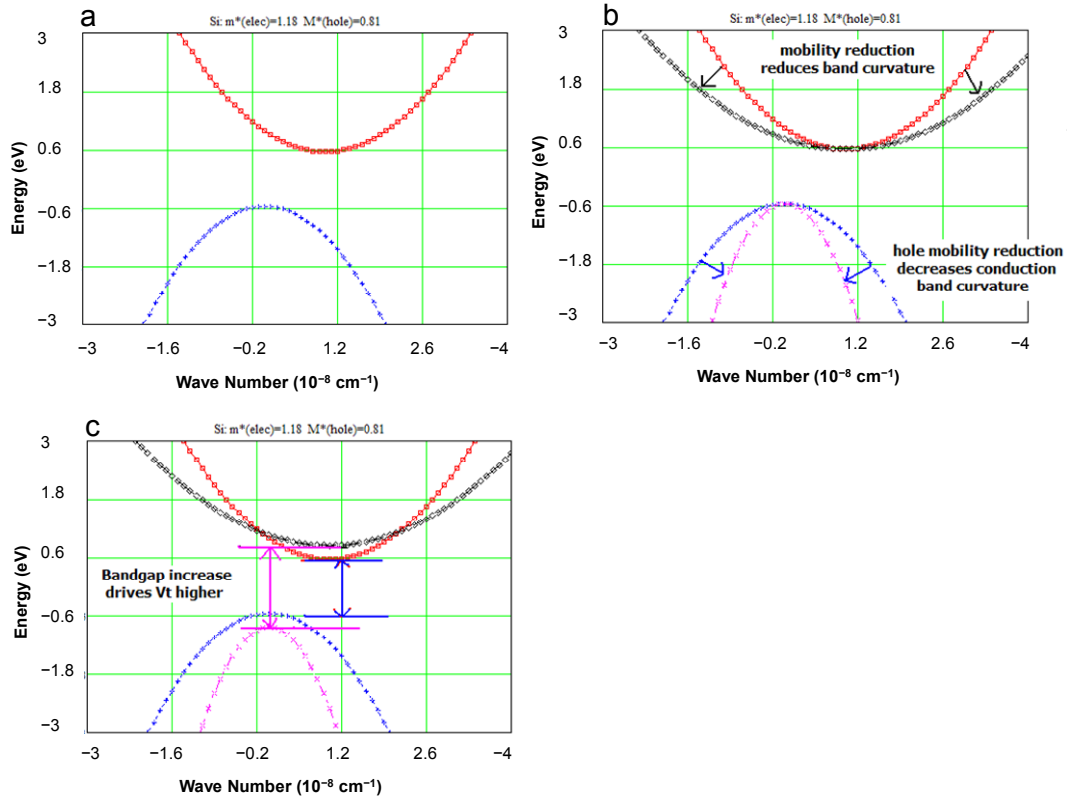 a
Si: m*(elec)=1.18 M*(hole)=0.81
3
1.8
0.6
−0.6
−1.8
−3
Energy (eV)
−3 −1.6 −0.2 1.2 2.6 −4
Wave Number (10⁻⁸ cm⁻¹)
b
Si: m*(elec)=1.18 M*(hole)=0.81
mobility reduction
reduces band curvature
hole mobility reduction
decreases conduction
band curvature
3
1.8
0.6
−0.6
−1.8
−3
Energy (eV)
−3 −1.6 −0.2 1.2 2.6 −4
Wave Number (10⁻⁸ cm⁻¹)
c
Si: m*(elec)=1.18 M*(hole)=0.81
Bandgap increase
drives Vt higher
3
1.8
0.6
−0.6
−1.8
−3
Energy (eV)
−3 −1.6 −0.2 1.2 2.6 −4
Wave Number (10⁻⁸ cm⁻¹)